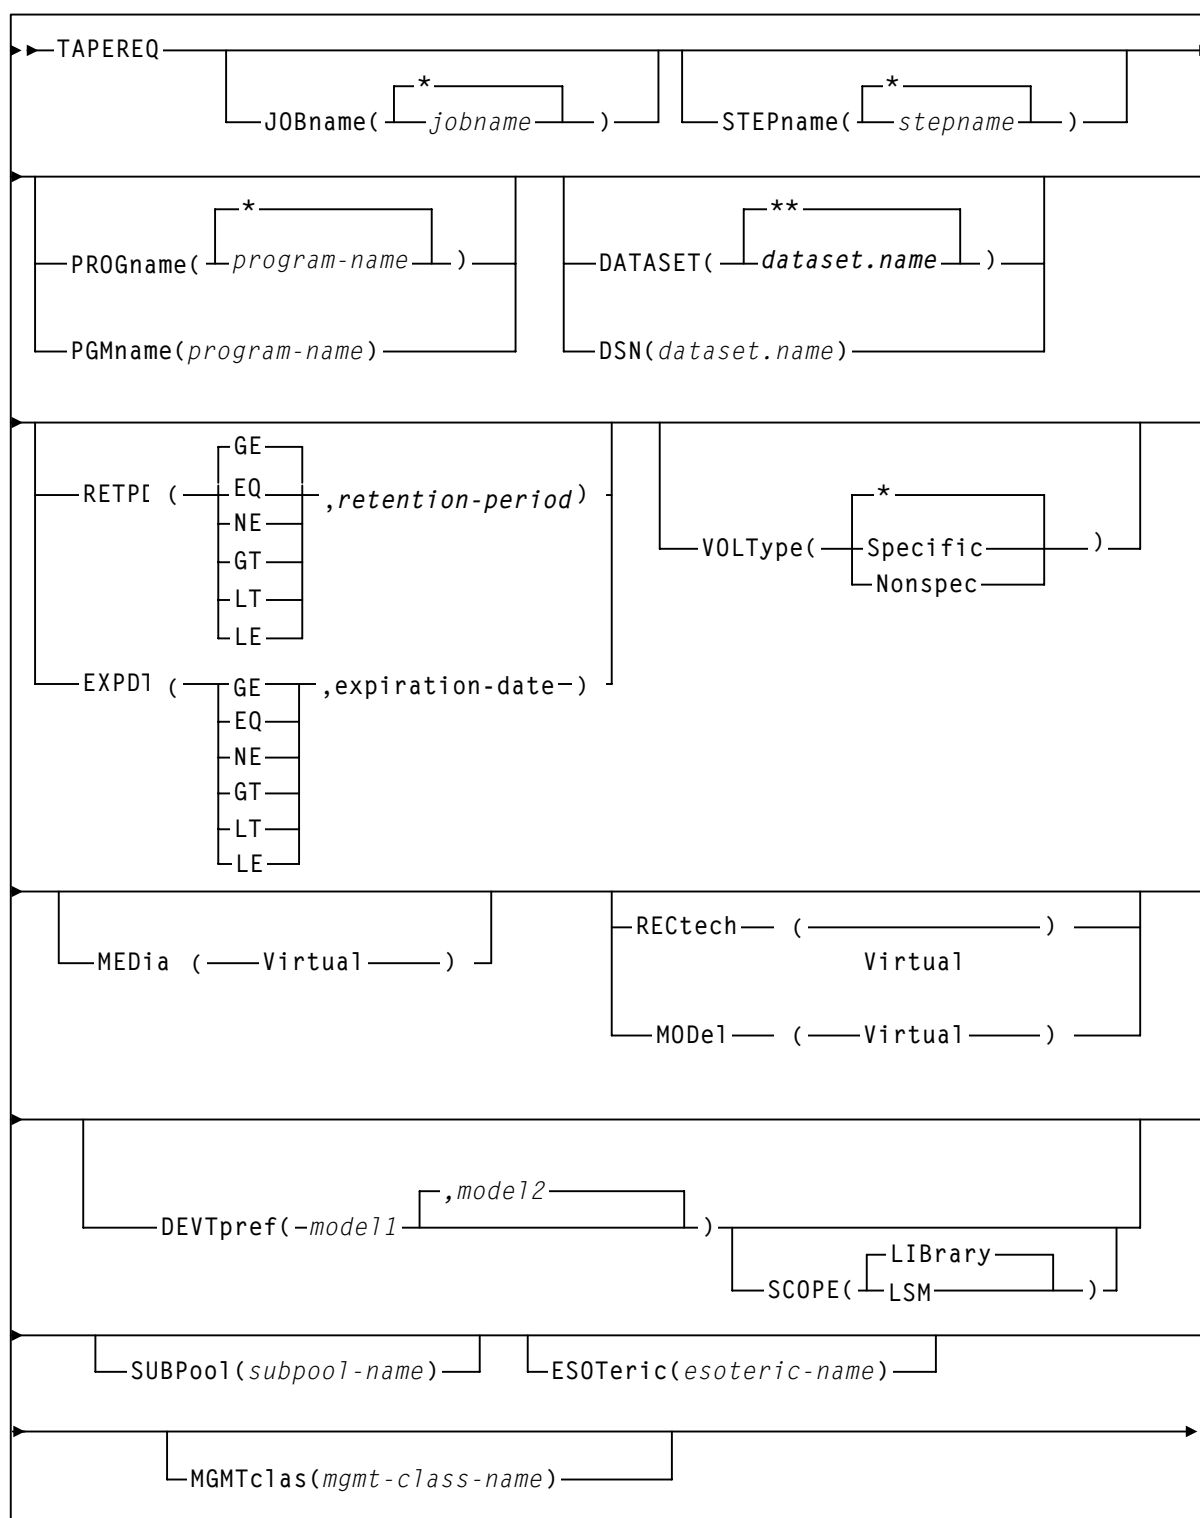 TAPEREQ
JOBname( * jobname ) STEPname( * stepname )
PROGname( * program-name ) DATASET( ** dataset.name )
PGMname(program-name) DSN(dataset.name)
GE
RETPD ( EQ ,retention-period)
NE
GT
LT
LE
VOLType( * Specific )
Nonspec
EXPDT ( GE ,expiration-date )
EQ
NE
GT
LT
LE
MEDia ( Virtual )
RECtech ( )
Virtual
MODel ( Virtual )
DEVTpref( model1 ,model2 )
SCOPE( LIBrary
LSM )
SUBPool(subpool-name) ESOTeric(esoteric-name)
MGMTclas(mgmt-class-name)